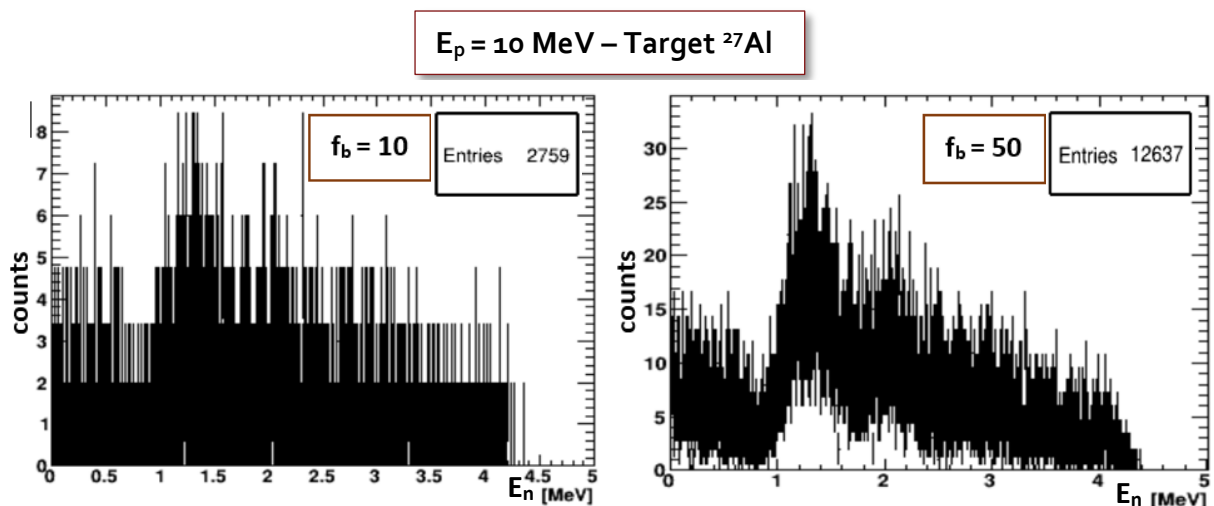 Eₚ = 10 MeV – Target ²⁷Al
f_b = 10
Entries 2759
counts
8
7
6
5
4
3
2
1
0
0 0.5 1 1.5 2 2.5 3 3.5 4 4.5 5
Eₙ [MeV]
f_b = 50
Entries 12637
counts
30
25
20
15
10
5
0
0 1 2 3 4 5
Eₙ [MeV]